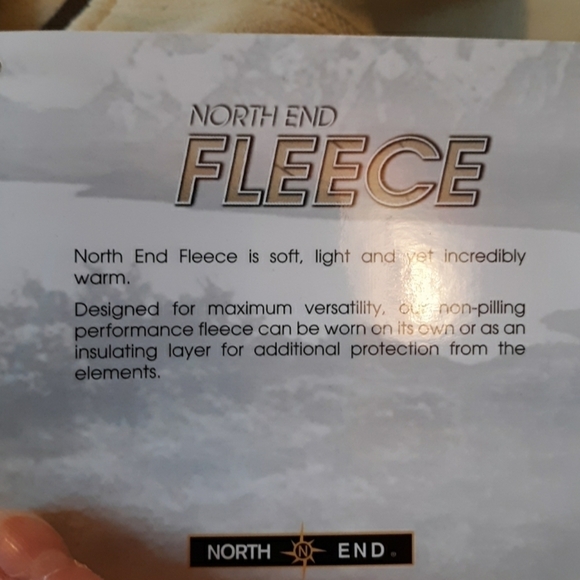 NORTH END
FLEECE
North End Fleece is soft, light and yet incredibly
warm.
Designed for maximum versatility, our non-pilling
performance fleece can be worn on its own or as an
insulating layer for additional protection from the
elements.
NORTH N END®